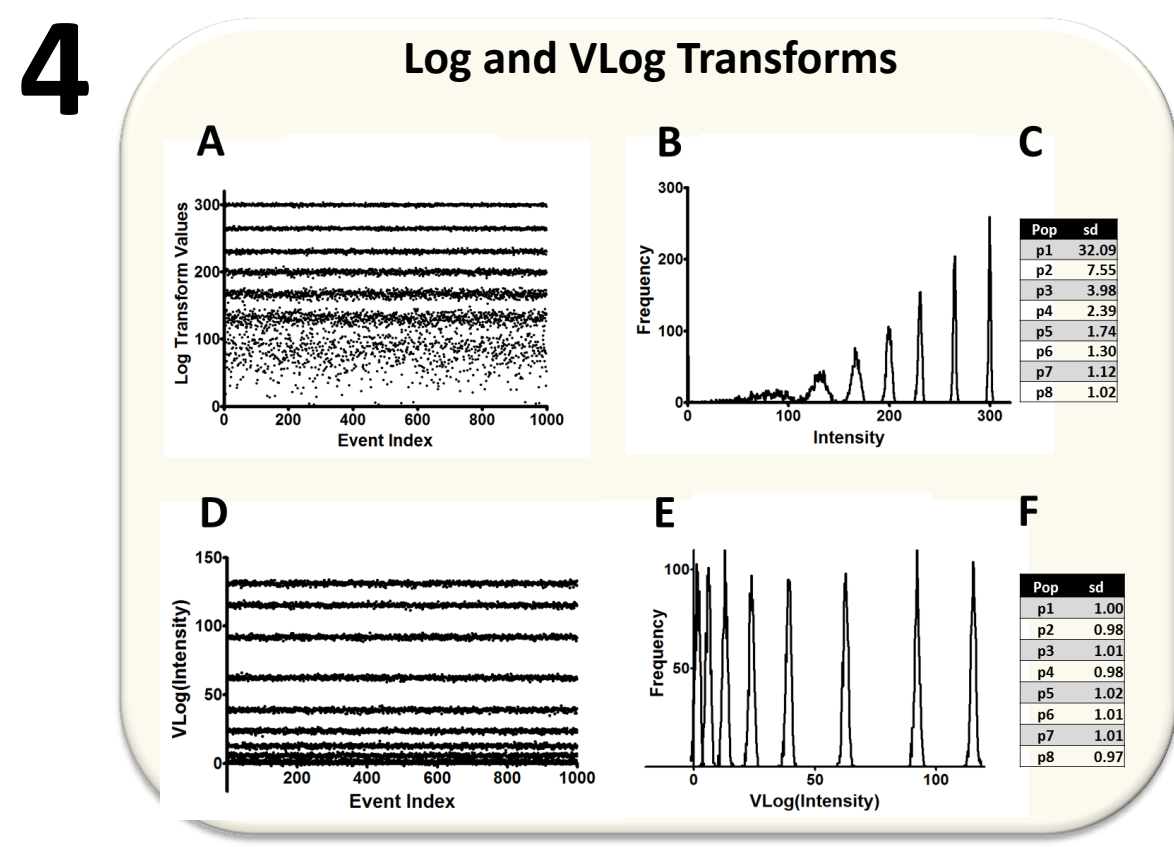 4
Log and VLog Transforms
A
Log Transform Values
300
200
100
0
0 200 400 600 800 1000
Event Index
B
Frequency
300
200
100
0
0 100 200 300
Intensity
C
Pop sd
p1 32.09
p2 7.55
p3 3.98
p4 2.39
p5 1.74
p6 1.30
p7 1.12
p8 1.02
D
VLog(Intensity)
150
100
50
0
200 400 600 800 1000
Event Index
E
Frequency
100
50
0 50 100
VLog(Intensity)
F
Pop sd
p1 1.00
p2 0.98
p3 1.01
p4 0.98
p5 1.02
p6 1.01
p7 1.01
p8 0.97